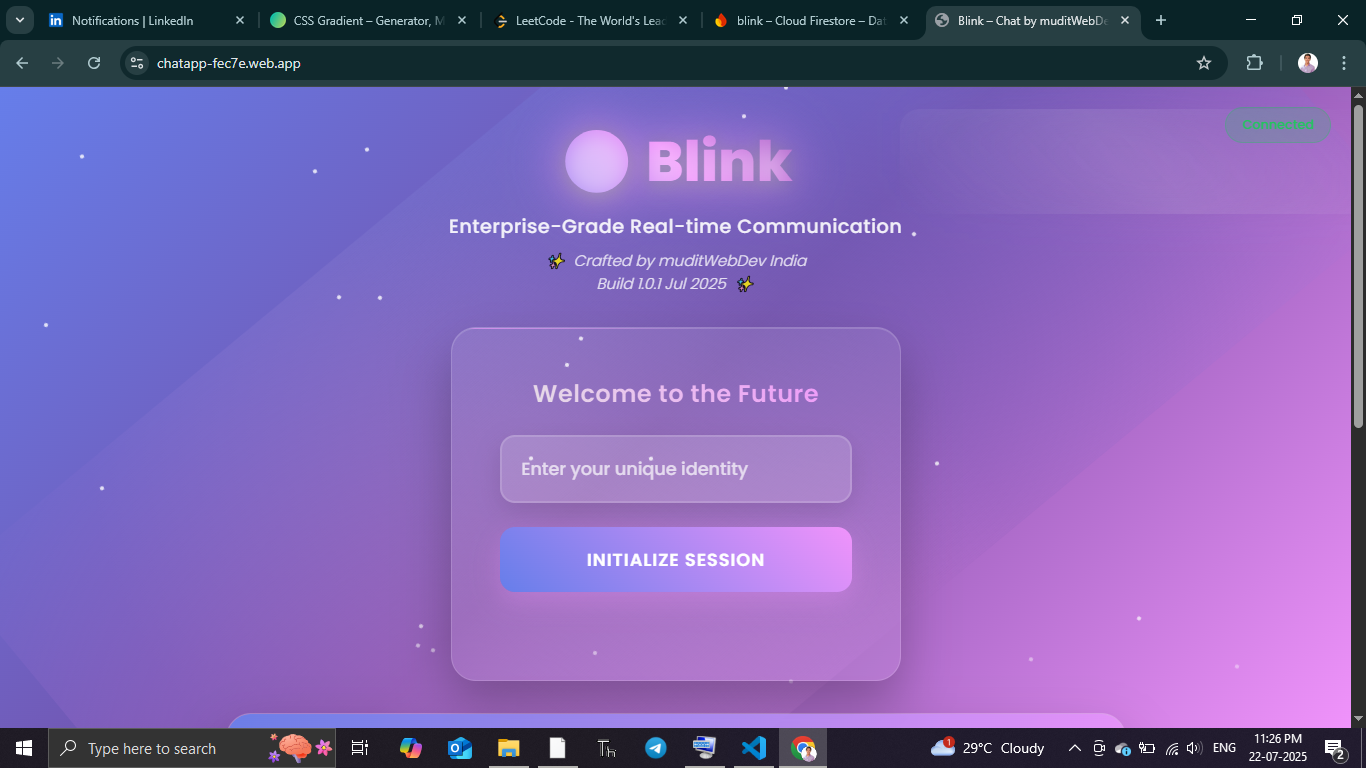 Notifications | LinkedIn
CSS Gradient – Generator, M
LeetCode - The World's Lea
blink – Cloud Firestore – Dat
Blink – Chat by muditWebDe
chatapp-fec7e.web.app
Connected
Blink
Enterprise-Grade Real-time Communication
✨ Crafted by muditWebDev India
Build 1.0.1 Jul 2025 ✨
Welcome to the Future
Enter your unique identity
INITIALIZE SESSION
Type here to search
1
29°C Cloudy
ENG
11:26 PM
22-07-2025
2